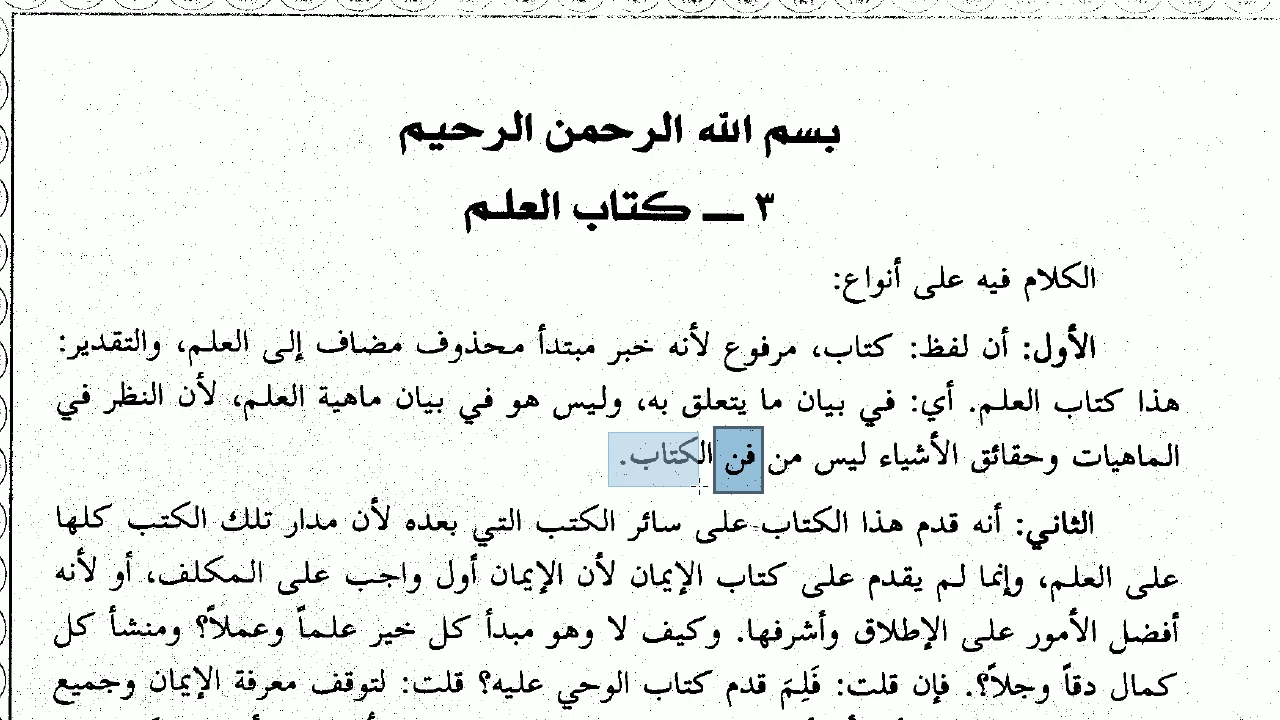 بسم الله الرحمن الرحيم
٣ — كتاب العلم
الكلام فيه على أنواع:
الأول: أن لفظ: كتاب، مرفوع لأنه خبر مبتدأ محذوف مضاف إلى العلم، والتقدير:
هذا كتاب العلم. أي: في بيان ما يتعلق به، وليس هو في بيان ماهية العلم، لأن النظر في
الماهيات وحقائق الأشياء ليس من فن الكتاب.
الثاني: أنه قدم هذا الكتاب على سائر الكتب التي بعده لأن مدار تلك الكتب كلها
على العلم، وإنما لم يقدم على كتاب الإيمان لأن الإيمان أول واجب على المكلف، أو لأنه
أفضل الأمور على الإطلاق وأشرفها. وكيف لا وهو مبدأ كل خير علماً وعملاً؟ ومنشأ كل
كمال دقاً وجلاً؟. فإن قلت: فَلِمَ قدم كتاب الوحي عليه؟ قلت: لتوقف معرفة الإيمان وجميع